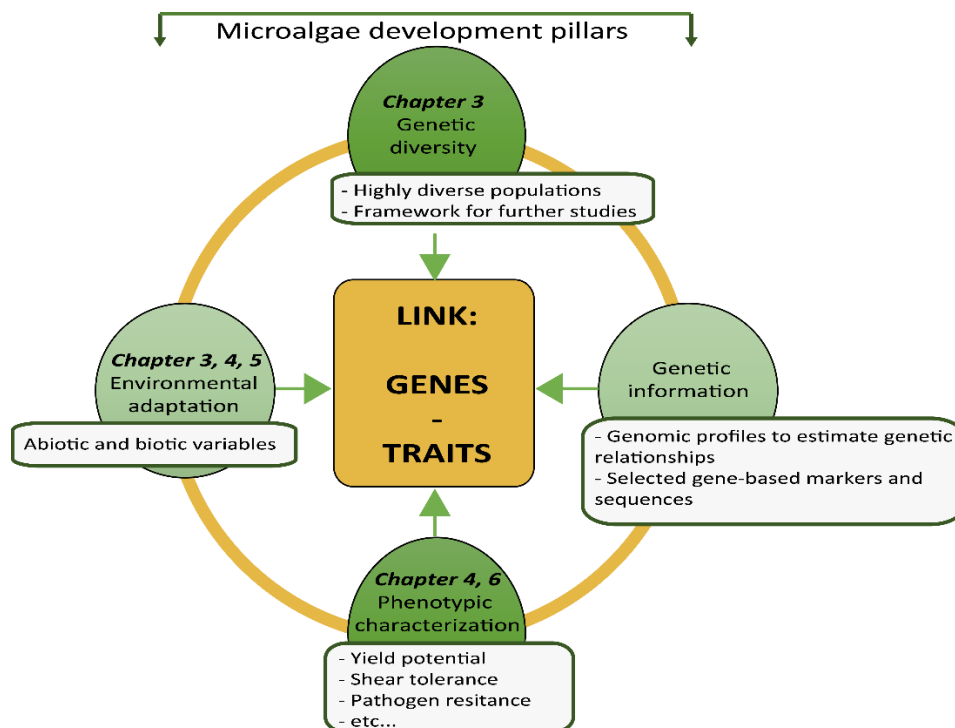 Microalgae development pillars
Chapter 3
Genetic
diversity
- Highly diverse populations
- Framework for further studies
Chapter 3, 4, 5
Environmental
adaptation
Abiotic and biotic variables
LINK:
GENES
-
TRAITS
Genetic
information
- Genomic profiles to estimate genetic
relationships
- Selected gene-based markers and
sequences
Chapter 4, 6
Phenotypic
characterization
- Yield potential
- Shear tolerance
- Pathogen resitance
- etc...